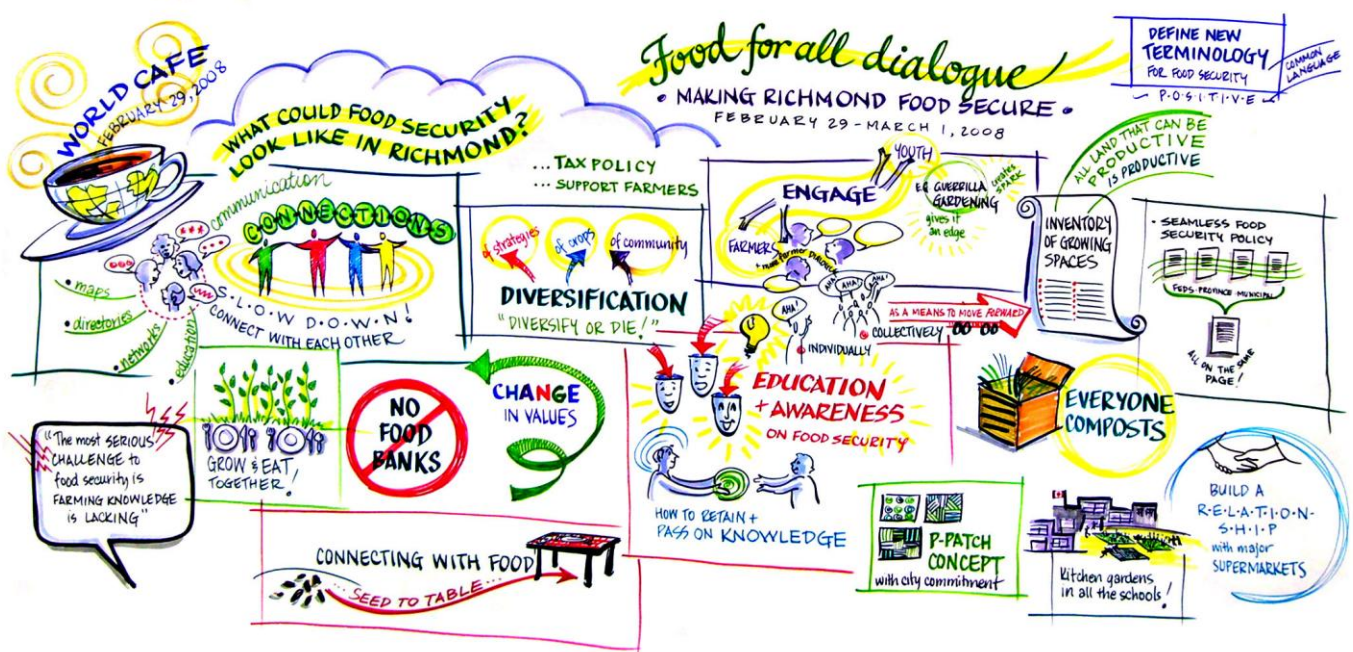 WORLD CAFE
FEBRUARY 29, 2008
WHAT COULD FOOD SECURITY
LOOK LIKE IN RICHMOND?
Food for all dialogue
• MAKING RICHMOND FOOD SECURE •
FEBRUARY 29 - MARCH 1, 2008
DEFINE NEW
TERMINOLOGY
FOR FOOD SECURITY
P•O•S•I•T•I•V•E
COMMON
LANGUAGE
communication
CONNECTIONS
S•L•O•W D•O•W•N!
CONNECT WITH EACH OTHER
• maps
• directories
• networks
• education
... TAX POLICY
... SUPPORT FARMERS
of strategies
of crops
of community
DIVERSIFICATION
"DIVERSIFY OR DIE!"
YOUTH
ENGAGE
FARMERS
+ more farmer DIALOGUE
E.G. GUERRILLA
GARDENING
creates
SPARK
gives it
an edge
AHA!
AHA!
AHA!
AHA!
INDIVIDUALLY
COLLECTIVELY
AS A MEANS TO MOVE FORWARD
ALL LAND THAT CAN BE
PRODUCTIVE
IS PRODUCTIVE
INVENTORY
OF GROWING
SPACES
• SEAMLESS FOOD
SECURITY POLICY
FEDS-PROVINCE-MUNICIPAL
ALL ON THE SAME
PAGE!
"The most SERIOUS
CHALLENGE to
food security is
FARMING KNOWLEDGE
IS LACKING"
GROW & EAT
TOGETHER!
NO
FOOD
BANKS
CHANGE
IN VALUES
EDUCATION
+ AWARENESS
ON FOOD SECURITY
HOW TO RETAIN +
PASS ON KNOWLEDGE
EVERYONE
COMPOSTS
CONNECTING WITH FOOD
...SEED TO TABLE...
P-PATCH
CONCEPT
with city commitment
Kitchen gardens
in all the schools!
BUILD A
R•E•L•A•T•I•O•N•
S•H•I•P
with major
SUPERMARKETS